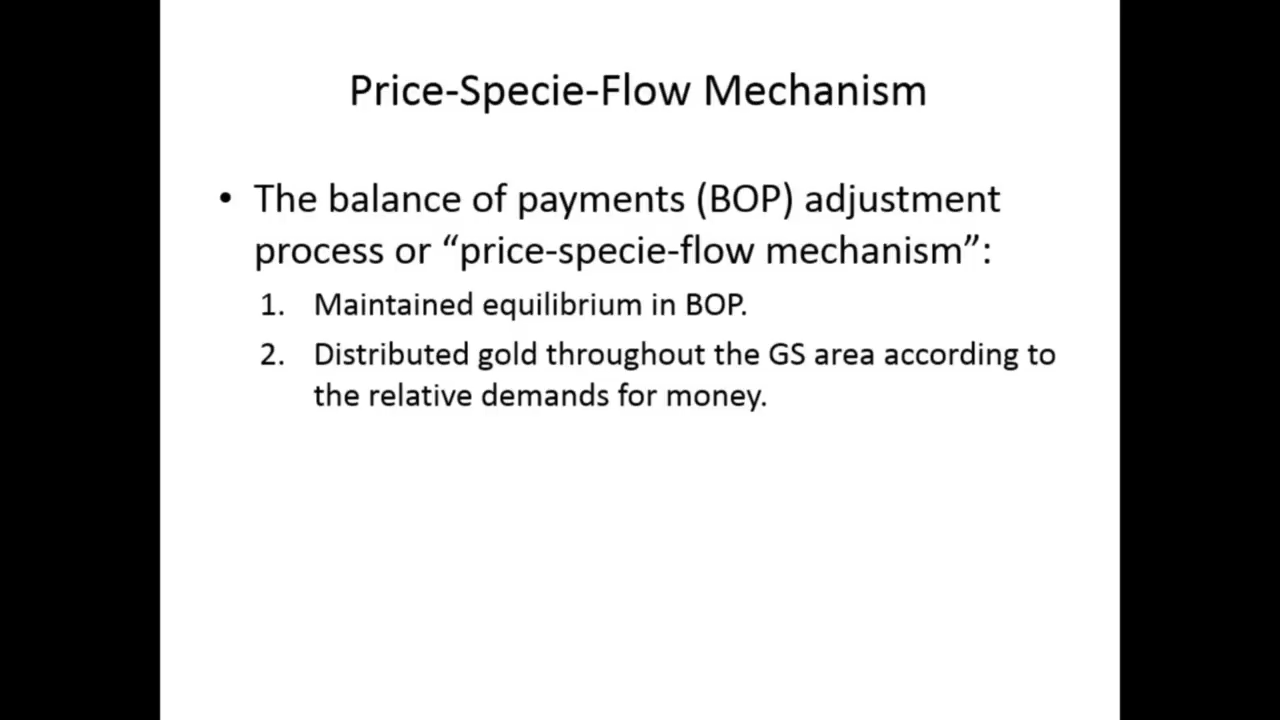 Price-Specie-Flow Mechanism
• The balance of payments (BOP) adjustment
process or “price-specie-flow mechanism”:
1. Maintained equilibrium in BOP.
2. Distributed gold throughout the GS area according to
the relative demands for money.